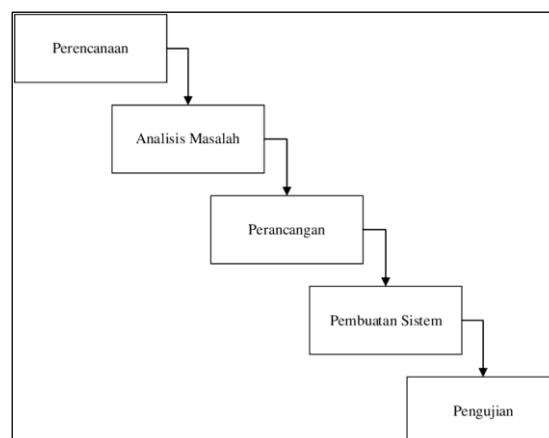 Perencanaan
Analisis Masalah
Perancangan
Pembuatan Sistem
Pengujian